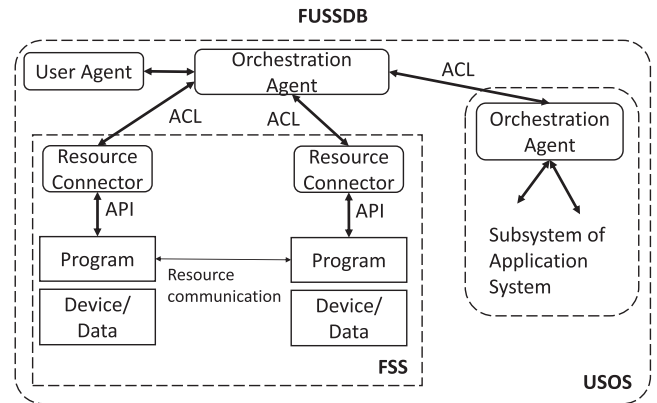 FUSSDB
User Agent
Orchestration
Agent
ACL
ACL
ACL
Orchestration
Agent
Resource
Connector
Resource
Connector
API
API
Program
Program
Resource
communication
Device/
Data
Device/
Data
Subsystem of
Application
System
FSS
USOS